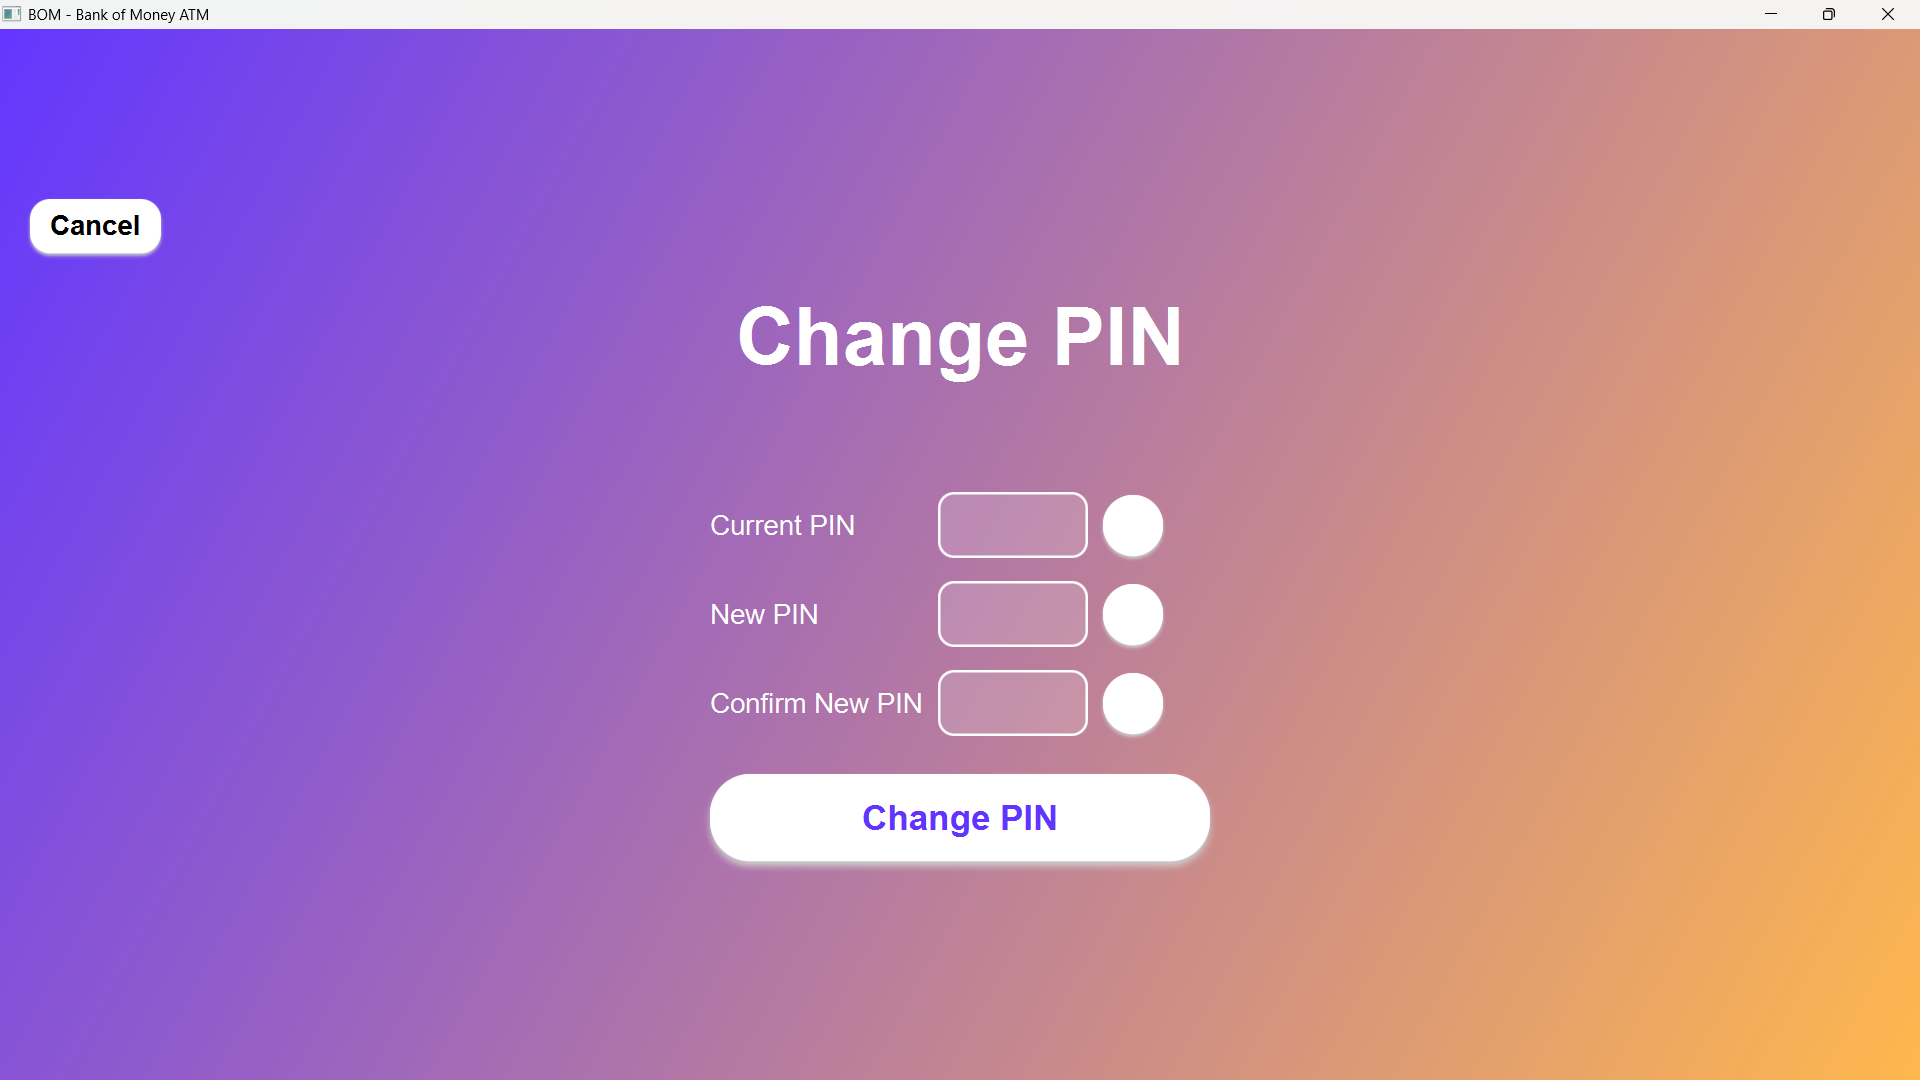 BOM - Bank of Money ATM
Cancel
Change PIN
Current PIN
New PIN
Confirm New PIN
Change PIN